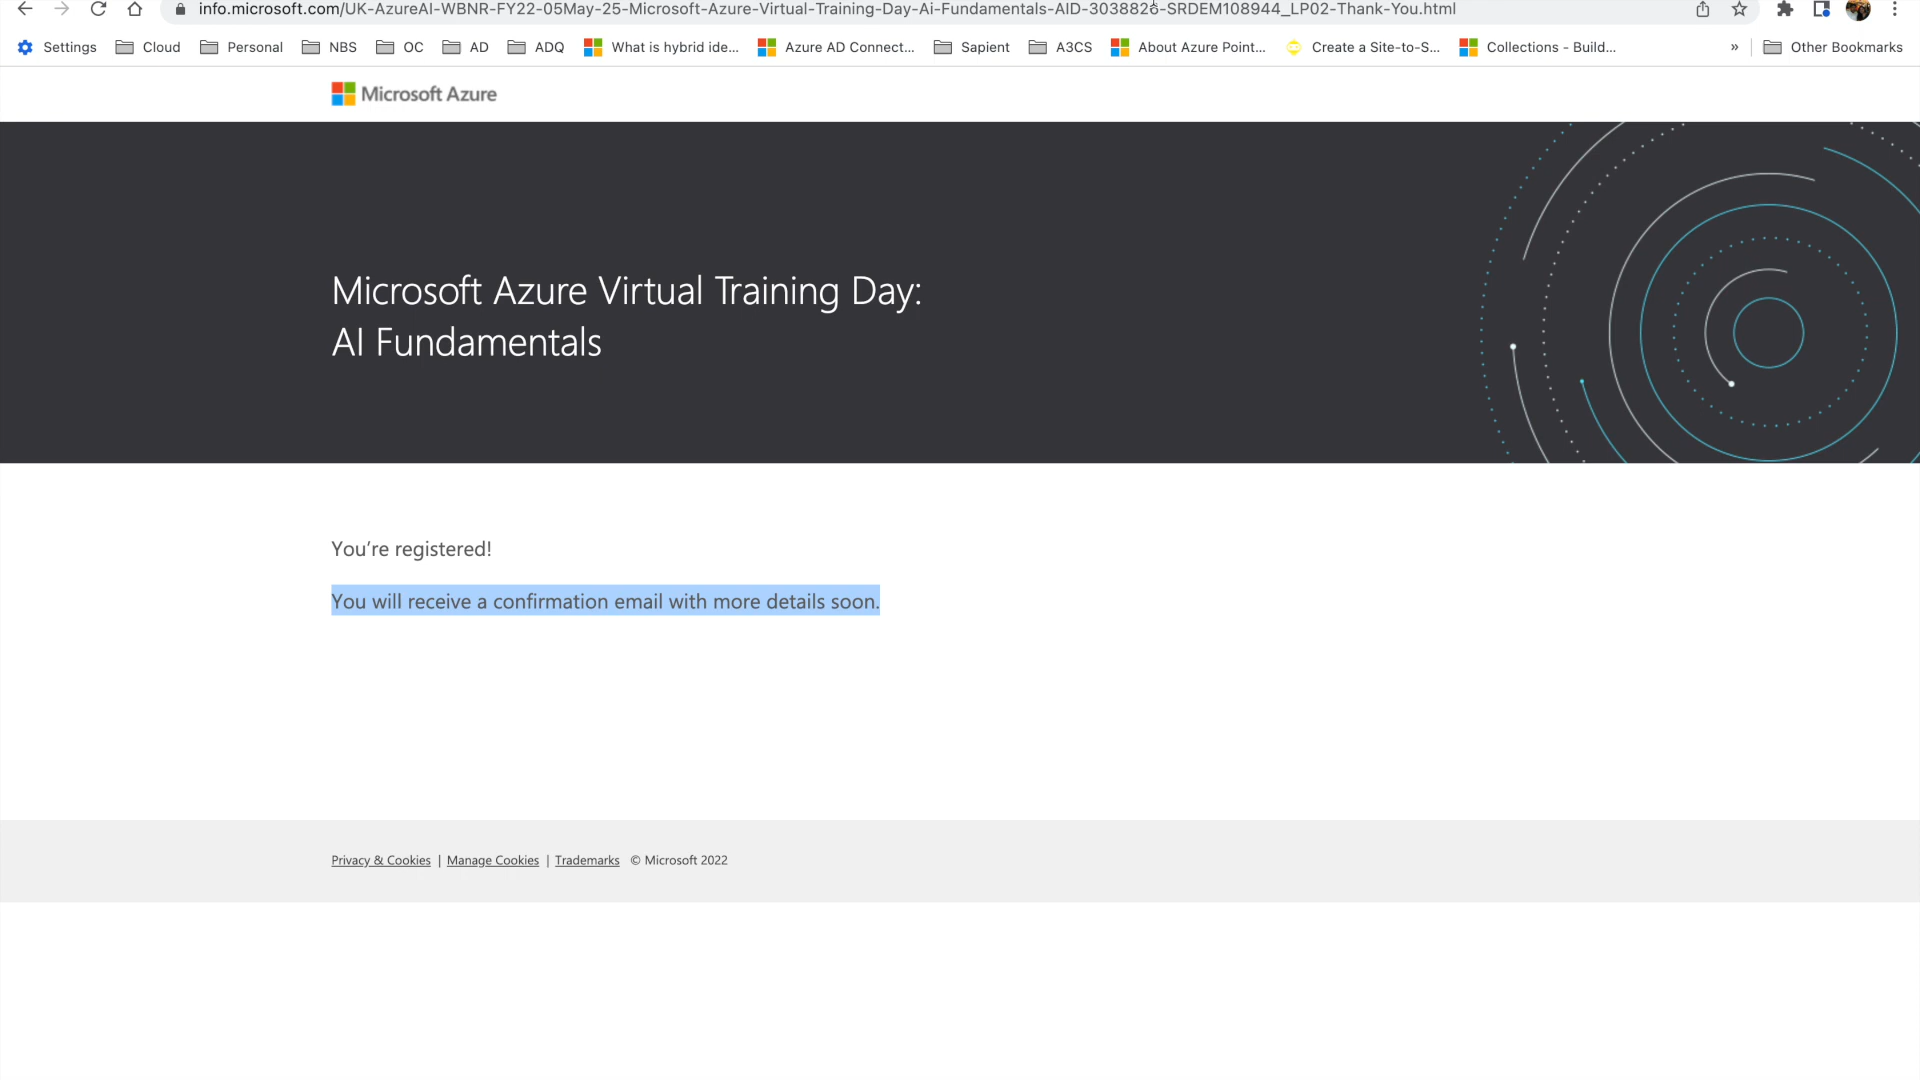 info.microsoft.com/UK-AzureAI-WBNR-FY22-05May-25-Microsoft-Azure-Virtual-Training-Day-Ai-Fundamentals-AID-3038826-SRDEM108944_LP02-Thank-You.html
Settings Cloud Personal NBS OC AD ADQ What is hybrid ide... Azure AD Connect... Sapient A3CS About Azure Point... Create a Site-to-S... Collections - Build... » Other Bookmarks
Microsoft Azure
Microsoft Azure Virtual Training Day:
AI Fundamentals
You’re registered!
You will receive a confirmation email with more details soon.
Privacy & Cookies | Manage Cookies | Trademarks © Microsoft 2022